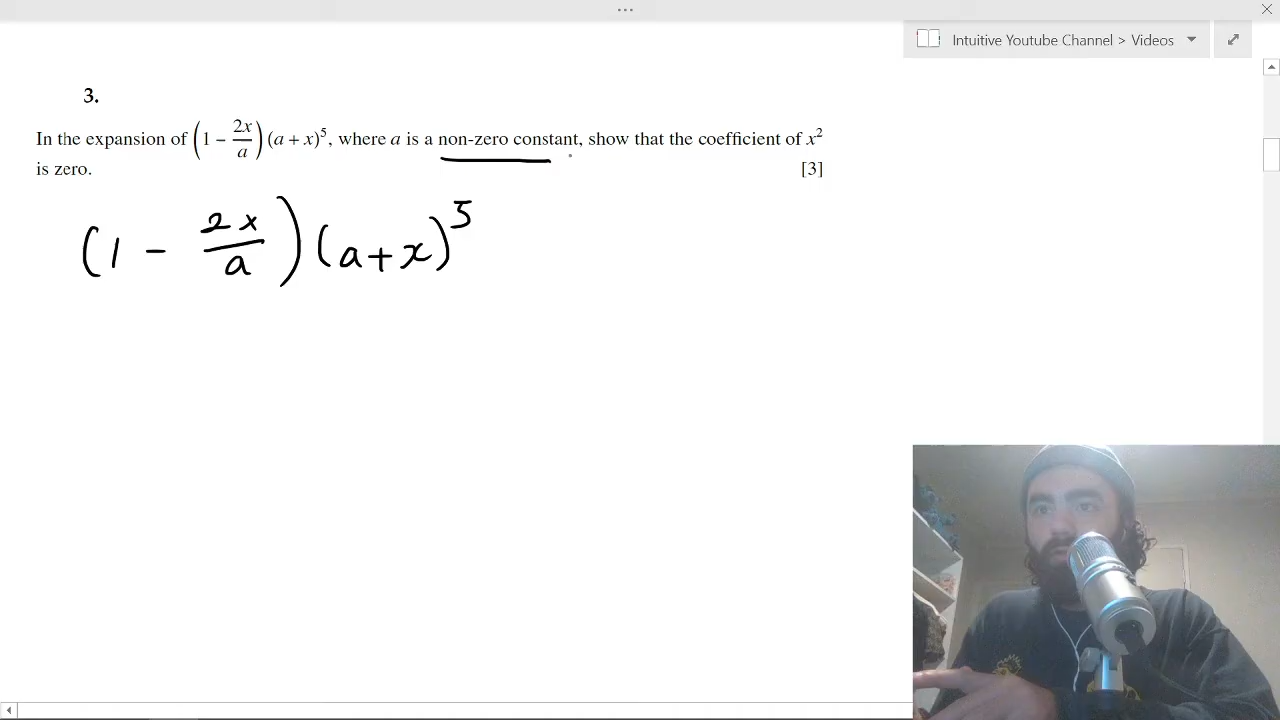 Intuitive Youtube Channel > Videos
3.
In the expansion of (1 − 2x/a)(a + x)⁵, where a is a non-zero constant, show that the coefficient of x²
is zero. [3]
(1 − 2x/a)(a+x)⁵